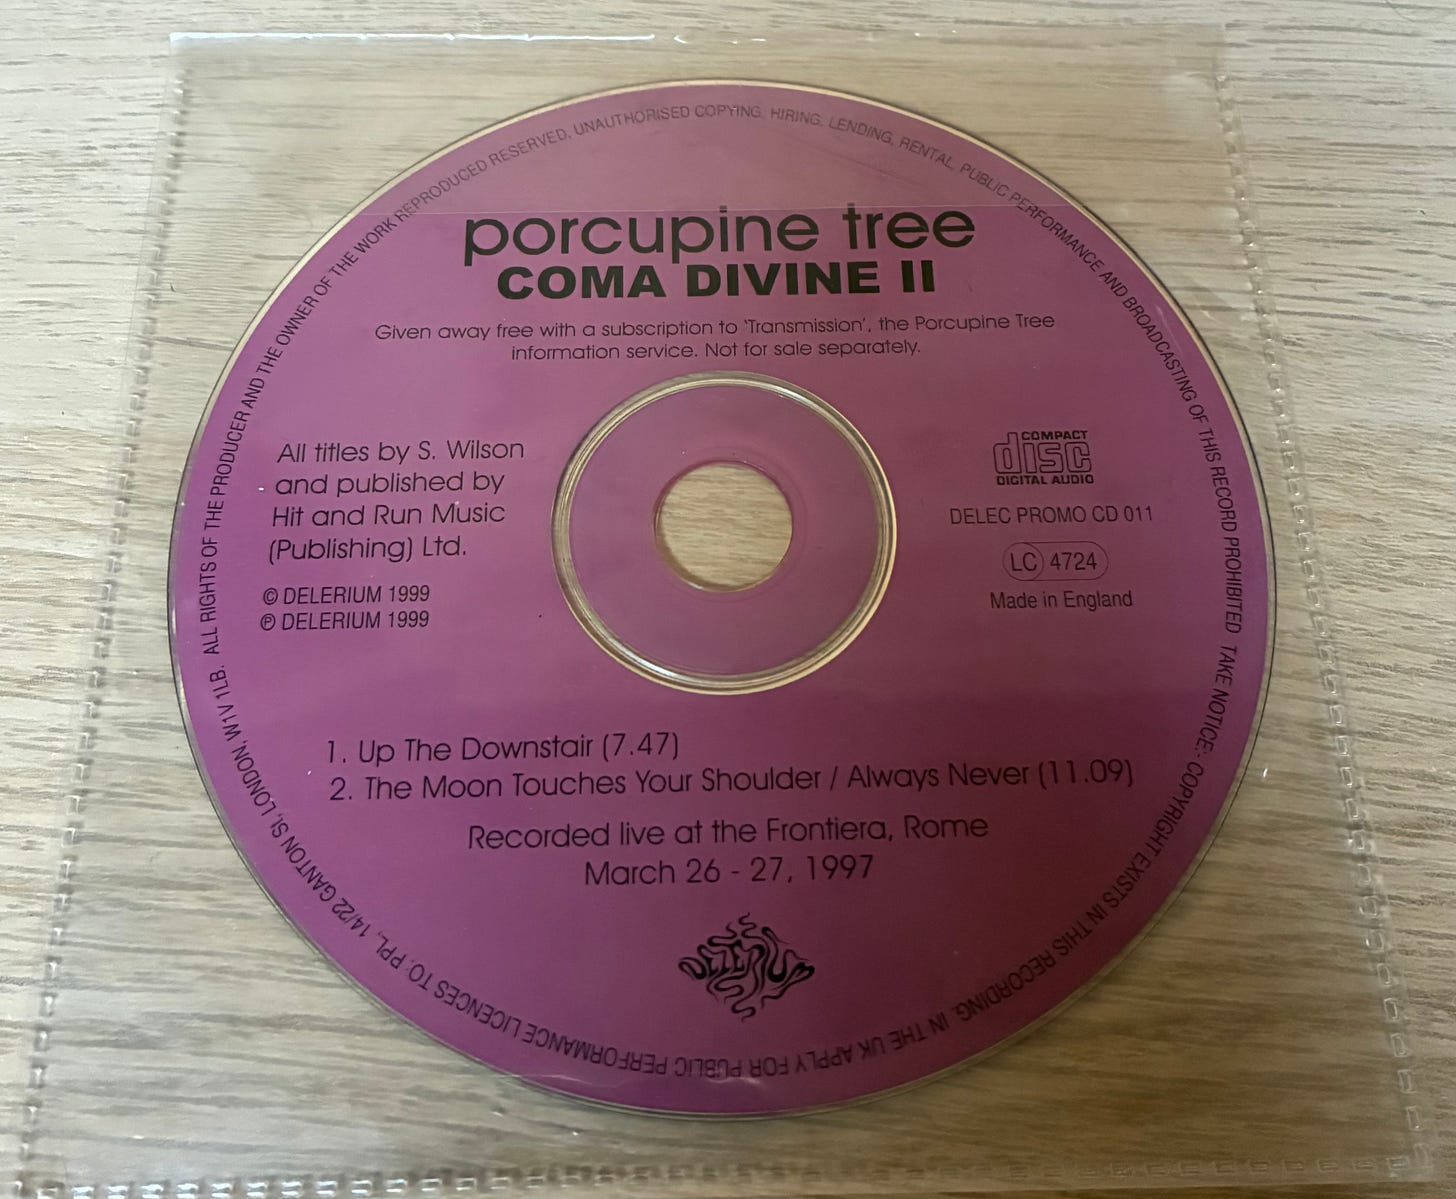 porcupine tree
COMA DIVINE II
Given away free with a subscription to 'Transmission', the Porcupine Tree
information service. Not for sale separately.
All titles by S. Wilson
and published by
Hit and Run Music
(Publishing) Ltd.
© DELERIUM 1999
℗ DELERIUM 1999
COMPACT
disc
DIGITAL AUDIO
DELEC PROMO CD 011
LC 4724
Made in England
1. Up The Downstair (7.47)
2. The Moon Touches Your Shoulder / Always Never (11.09)
Recorded live at the Frontiera, Rome
March 26 - 27, 1997
DELERIUM
ALL RIGHTS OF THE PRODUCER AND THE OWNER OF THE WORK REPRODUCED RESERVED. UNAUTHORISED COPYING, HIRING, LENDING, RENTAL, PUBLIC PERFORMANCE AND BROADCASTING OF THIS RECORD PROHIBITED TAKE NOTICE: COPYRIGHT EXISTS IN THIS RECORDING. IN THE UK APPLY FOR PUBLIC PERFORMANCE LICENCES TO: PPL, 14/22 GANTON St, LONDON, W1V 1LB.